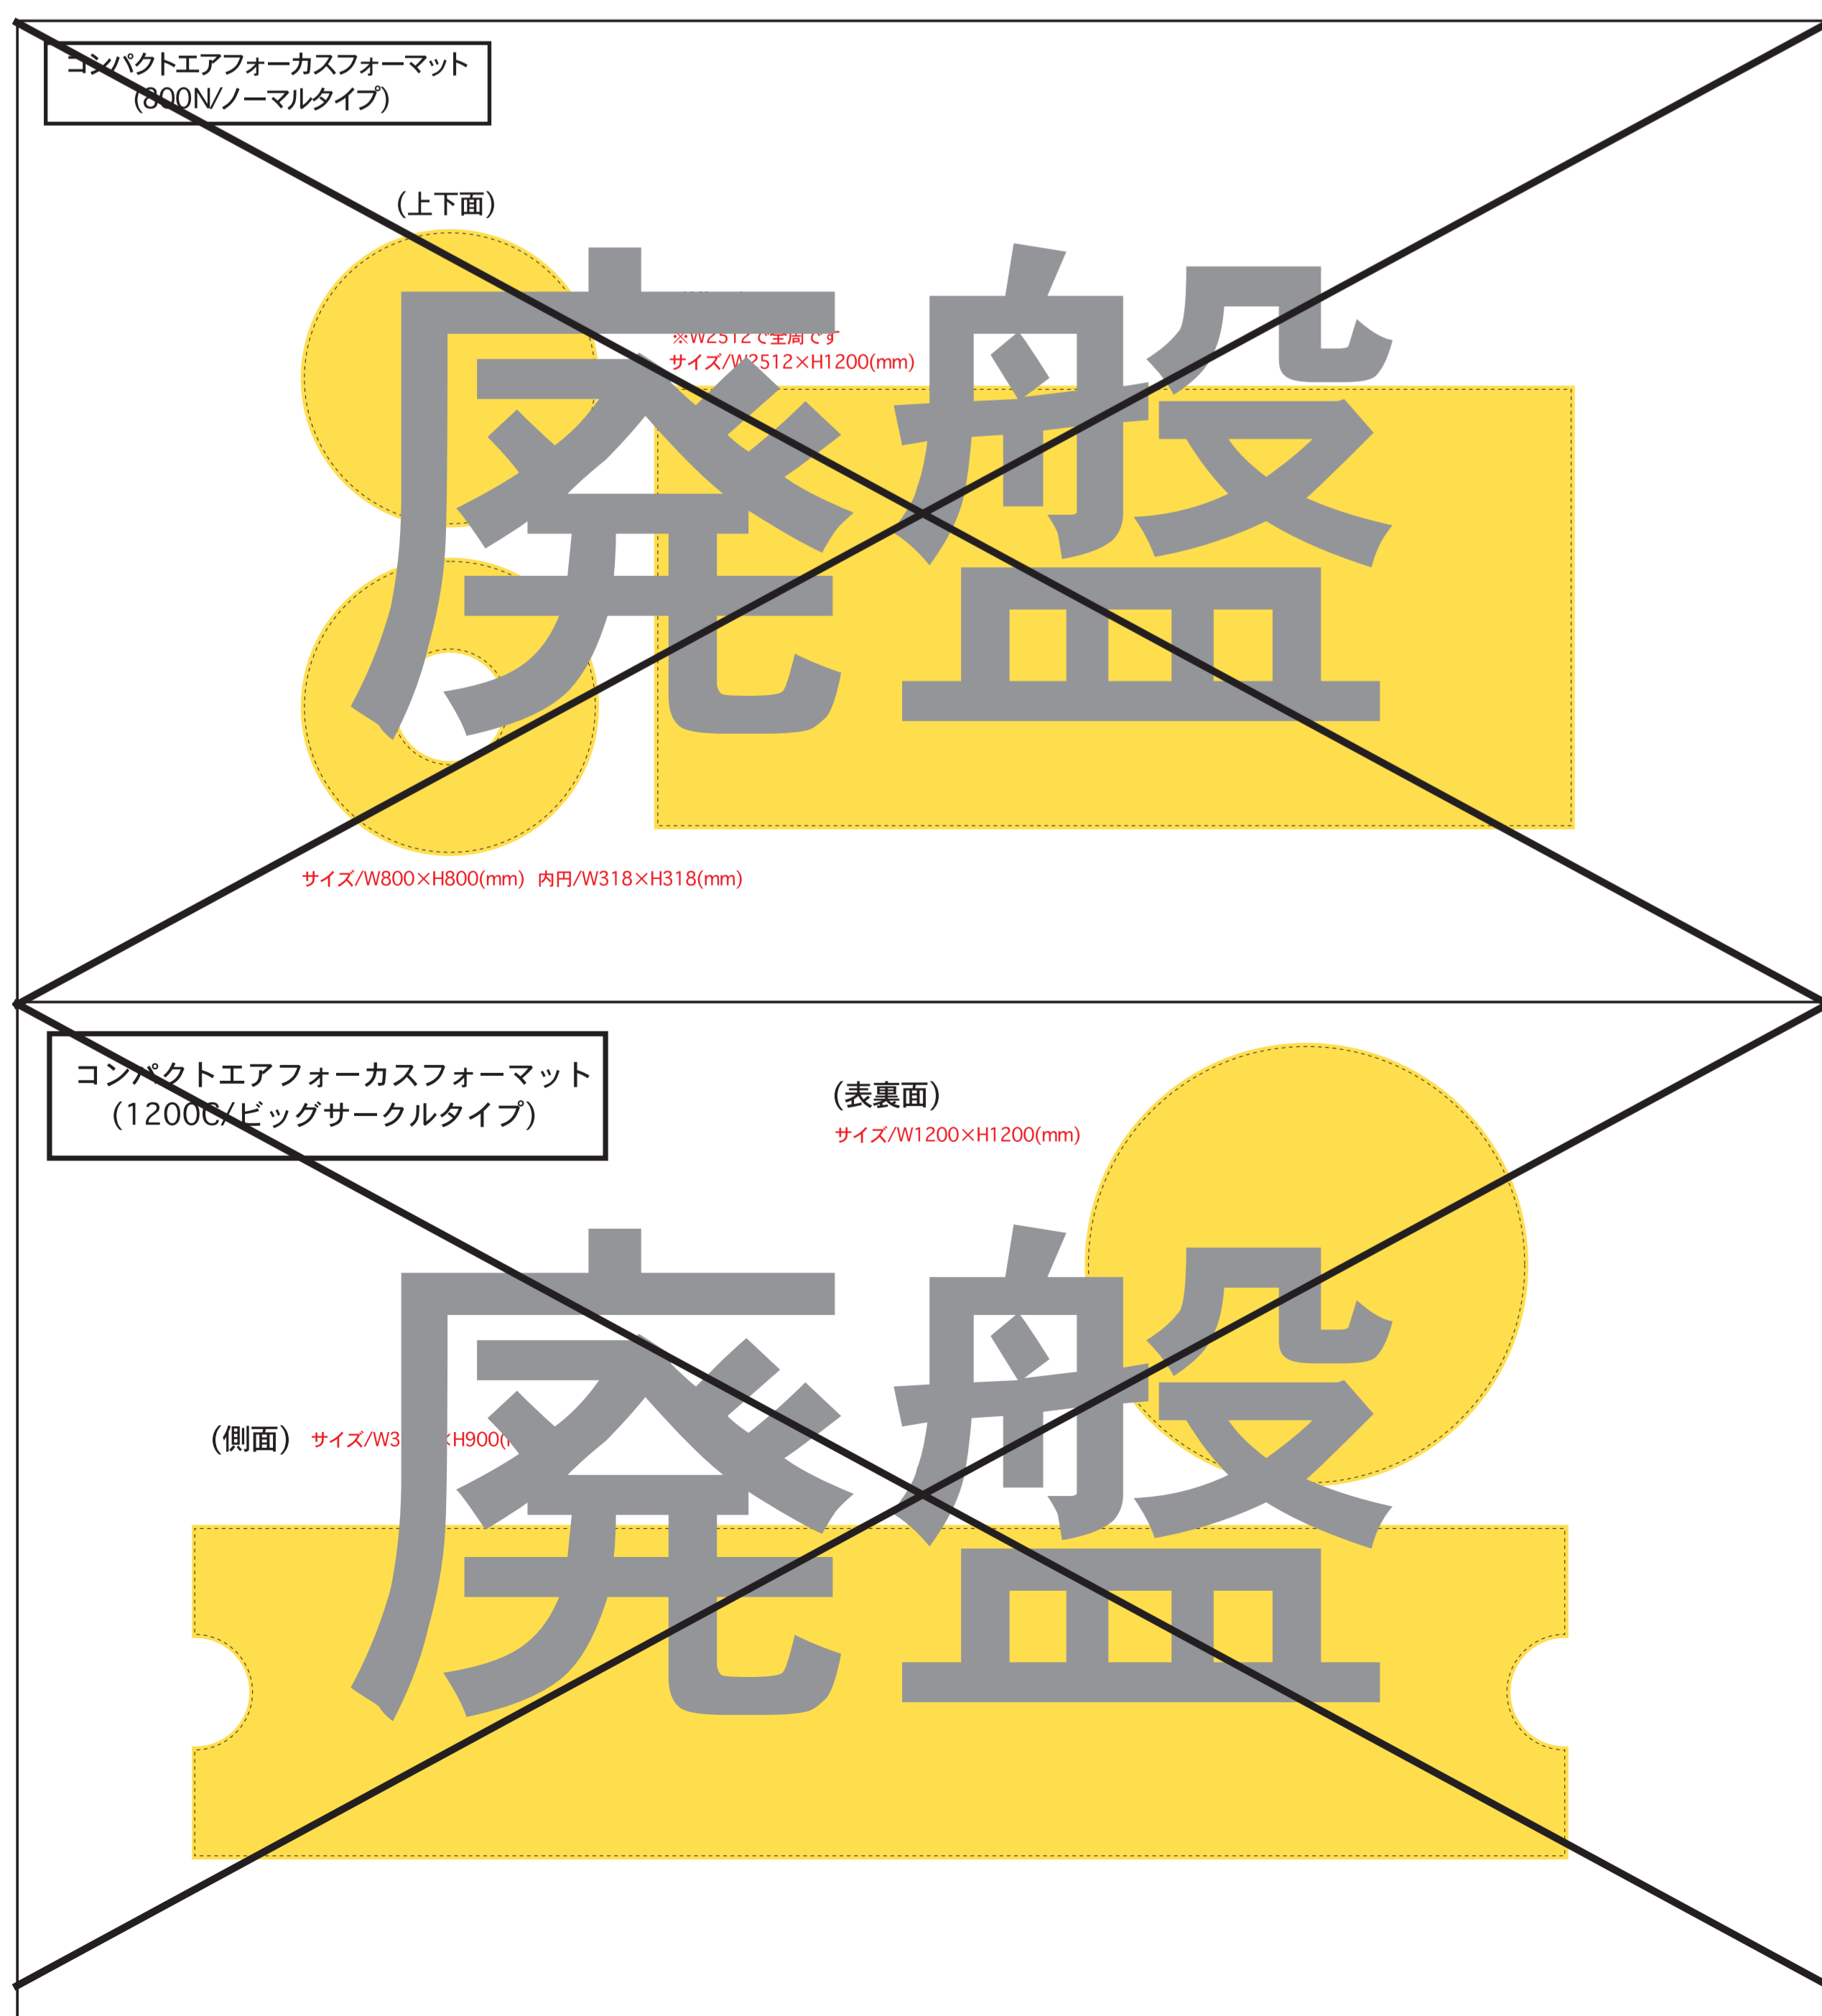 コンパクトエアフォーカスフォーマット
(800N/ノーマルタイプ)
(上下面)
※W2512で全周です
サイズ/W2512×H1200(mm)
廃盤
サイズ/W800×H800(mm) 内円/W318×H318(mm)
コンパクトエアフォーカスフォーマット
(1200C/ビッグサークルタイプ)
(表裏面)
サイズ/W1200×H1200(mm)
(側面)
サイズ/W3 ×H900(
廃盤